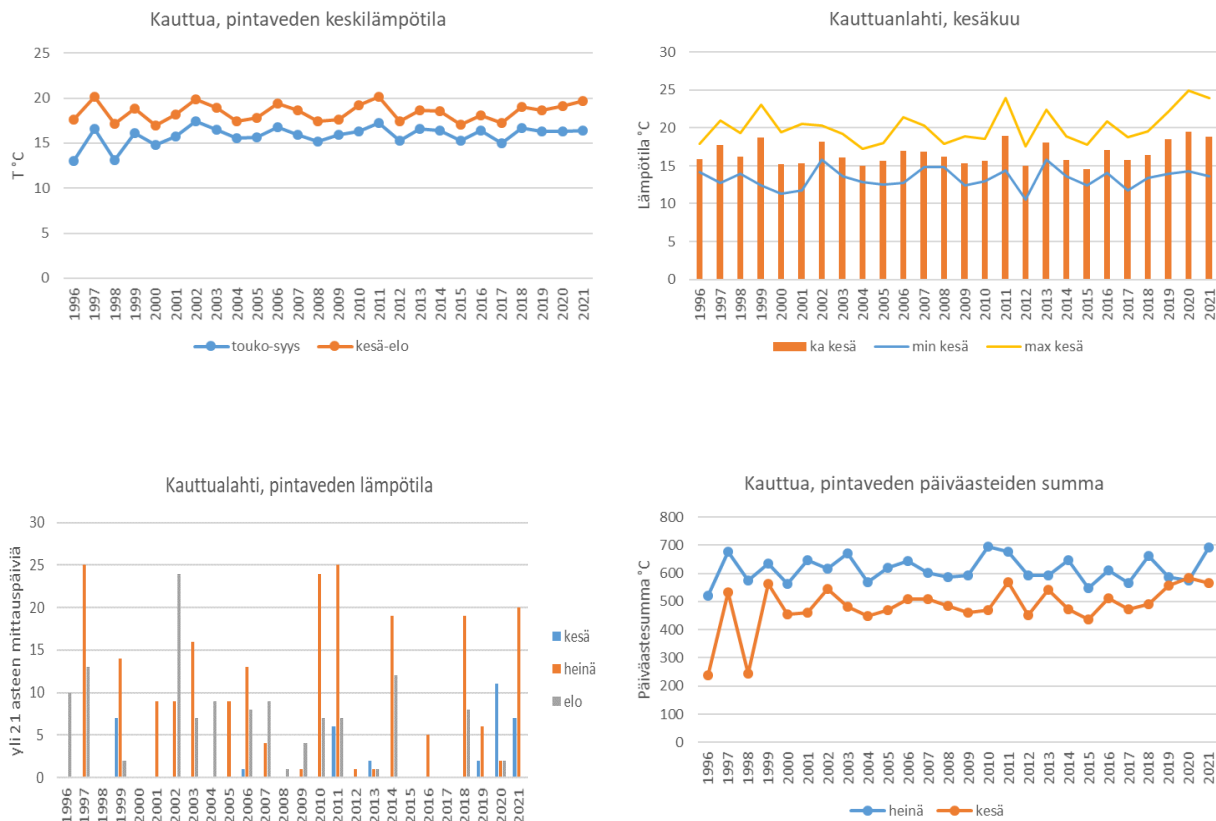 Kauttua, pintaveden keskilämpötila
25
20
15
10
5
0
T °C
1996 1997 1998 1999 2000 2001 2002 2003 2004 2005 2006 2007 2008 2009 2010 2011 2012 2013 2014 2015 2016 2017 2018 2019 2020 2021
touko-syys kesä-elo
Kauttuanlahti, kesäkuu
30
25
20
15
10
5
0
Lämpötila °C
1996 1997 1998 1999 2000 2001 2002 2003 2004 2005 2006 2007 2008 2009 2010 2011 2012 2013 2014 2015 2016 2017 2018 2019 2020 2021
ka kesä min kesä max kesä
Kauttualahti, pintaveden lämpötila
30
25
20
15
10
5
0
yli 21 asteen mittauspäiviä
1996 1997 1998 1999 2000 2001 2002 2003 2004 2005 2006 2007 2008 2009 2010 2011 2012 2013 2014 2015 2016 2017 2018 2019 2020 2021
kesä
heinä
elo
Kauttua, pintaveden päiväasteiden summa
800
700
600
500
400
300
200
100
0
Päiväastesumma °C
1996 1997 1998 1999 2000 2001 2002 2003 2004 2005 2006 2007 2008 2009 2010 2011 2012 2013 2014 2015 2016 2017 2018 2019 2020 2021
heinä kesä